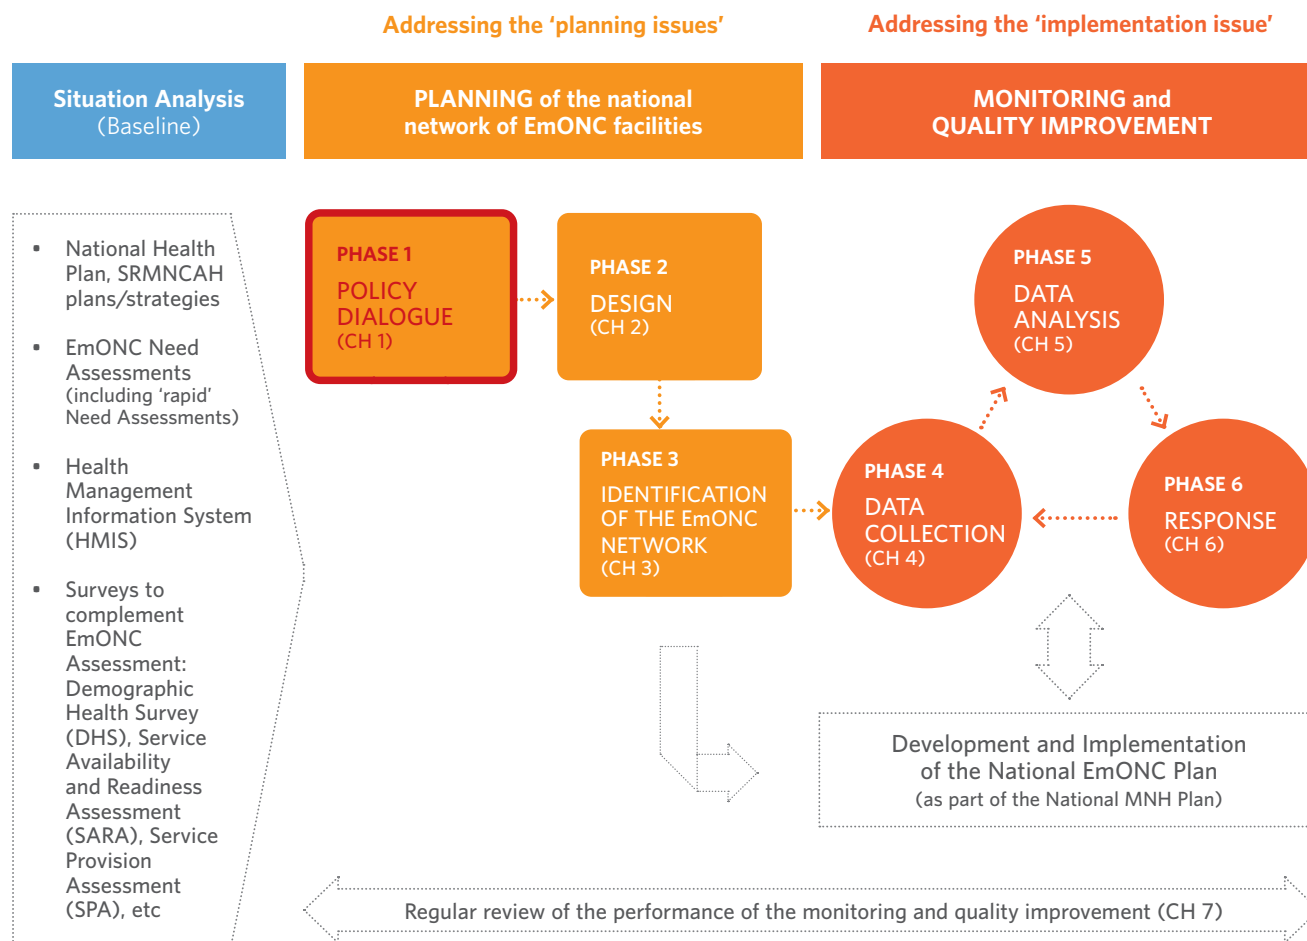 Addressing the ‘planning issues’
Addressing the ‘implementation issue’
Situation Analysis
(Baseline)
PLANNING of the national
network of EmONC facilities
MONITORING and
QUALITY IMPROVEMENT
▪ National Health
Plan, SRMNCAH
plans/strategies
▪ EmONC Need
Assessments
(including ‘rapid’
Need Assessments)
▪ Health
Management
Information System
(HMIS)
▪ Surveys to
complement
EmONC
Assessment:
Demographic
Health Survey
(DHS), Service
Availability
and Readiness
Assessment
(SARA), Service
Provision
Assessment
(SPA), etc
PHASE 1
POLICY
DIALOGUE
(CH 1)
PHASE 2
DESIGN
(CH 2)
PHASE 3
IDENTIFICATION
OF THE EmONC
NETWORK
(CH 3)
PHASE 4
DATA
COLLECTION
(CH 4)
PHASE 5
DATA
ANALYSIS
(CH 5)
PHASE 6
RESPONSE
(CH 6)
Development and Implementation
of the National EmONC Plan
(as part of the National MNH Plan)
Regular review of the performance of the monitoring and quality improvement (CH 7)